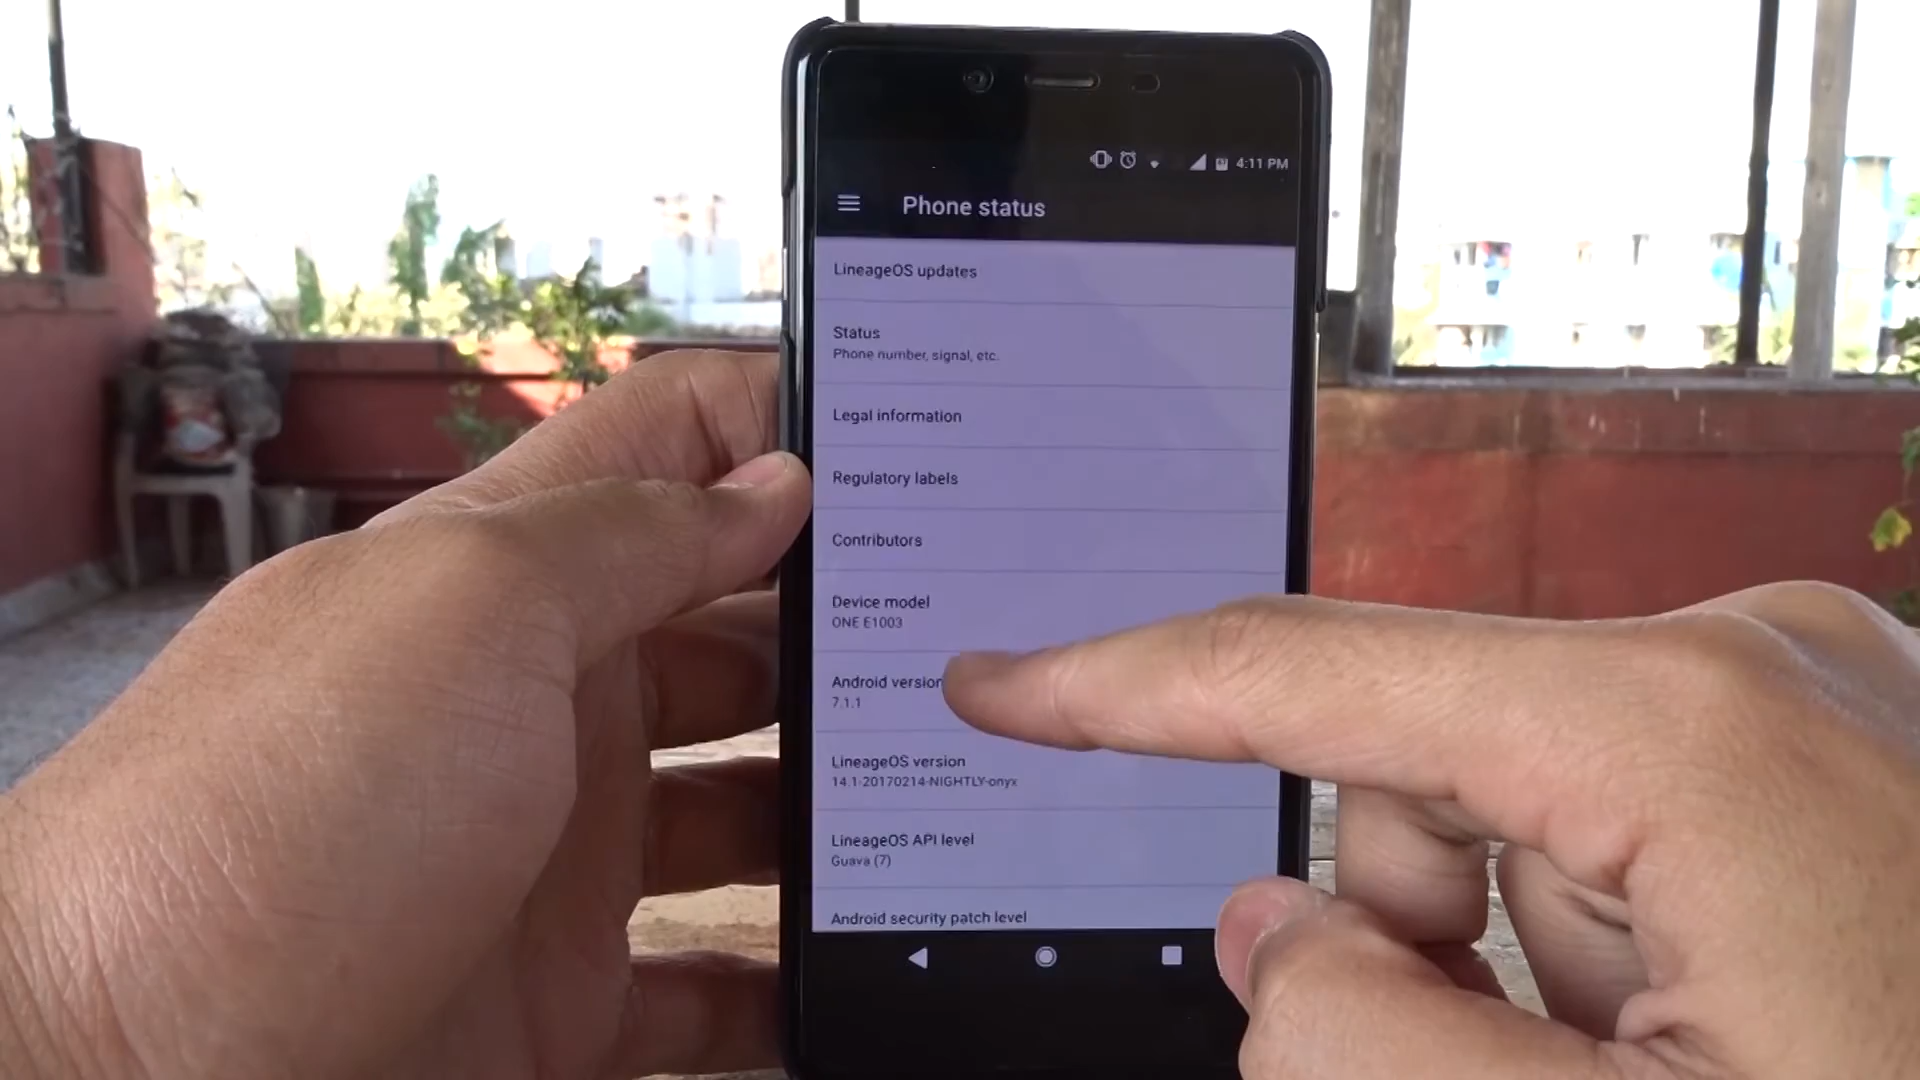 4:11 PM
Phone status
LineageOS updates
Status
Phone number, signal, etc.
Legal information
Regulatory labels
Contributors
Device model
ONE E1003
Android version
7.1.1
LineageOS version
14.1-20170214-NIGHTLY-onyx
LineageOS API level
Guava (7)
Android security patch level